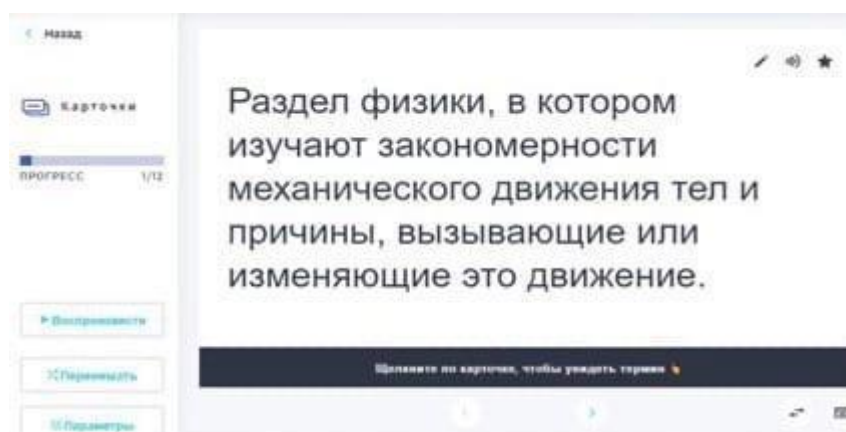 Назад
Карточки
ПРОГРЕСС 1/12
Раздел физики, в котором
изучают закономерности
механического движения тел и
причины, вызывающие или
изменяющие это движение.
Воспроизвести
Перемешать
Параметры
Щелкните по карточке, чтобы увидеть термин